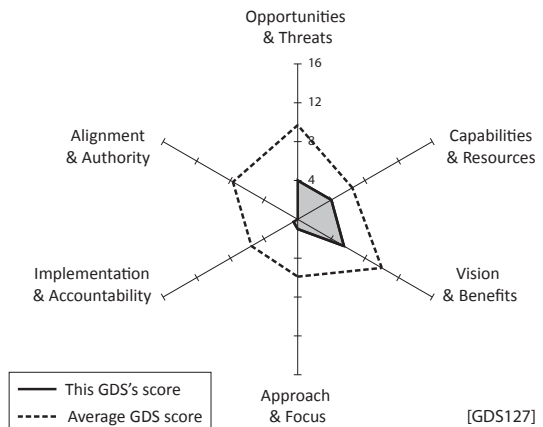 Opportunities
& Threats
16
12
8
4
Alignment
& Authority
Capabilities
& Resources
Implementation
& Accountability
Vision
& Benefits
Approach
& Focus
This GDS's score
Average GDS score
[GDS127]